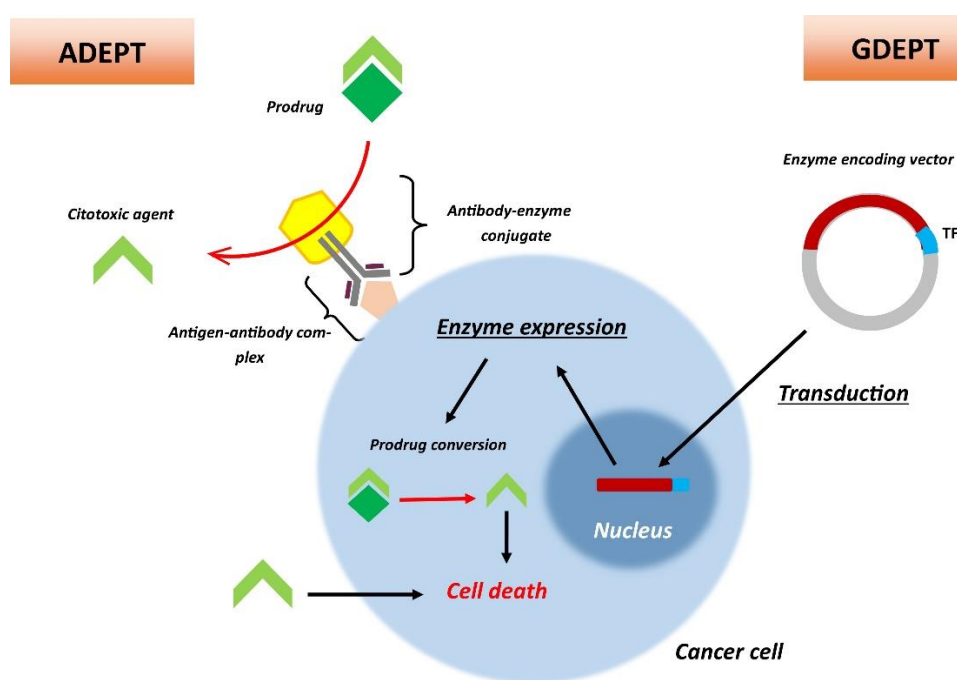 ADEPT
GDEPT
Prodrug
Enzyme encoding vector
Citotoxic agent
Antibody-enzyme
conjugate
TF
Antigen-antibody com-
plex
Enzyme expression
Transduction
Prodrug conversion
Nucleus
Cell death
Cancer cell